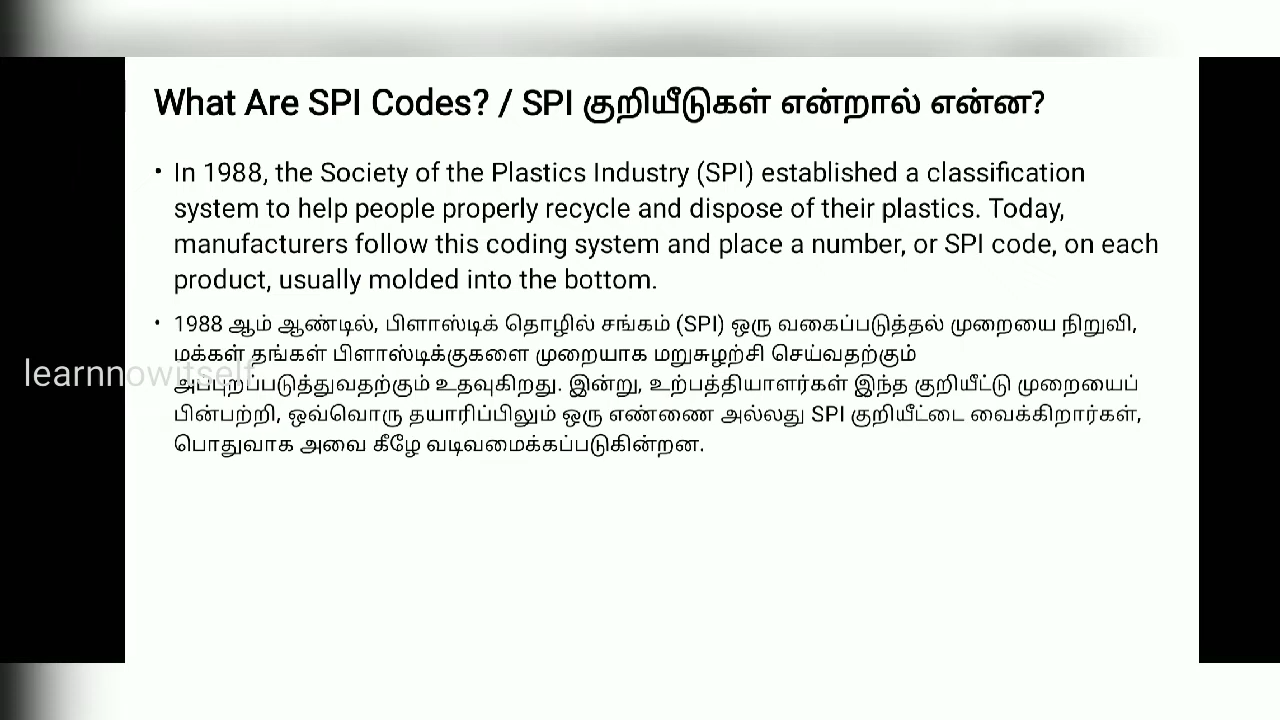 What Are SPI Codes? / SPI குறியீடுகள் என்றால் என்ன?
• In 1988, the Society of the Plastics Industry (SPI) established a classification
system to help people properly recycle and dispose of their plastics. Today,
manufacturers follow this coding system and place a number, or SPI code, on each
product, usually molded into the bottom.
• 1988 ஆம் ஆண்டில், பிளாஸ்டிக் தொழில் சங்கம் (SPI) ஒரு வகைப்படுத்தல் முறையை நிறுவி,
மக்கள் தங்கள் பிளாஸ்டிக்குகளை முறையாக மறுசுழற்சி செய்வதற்கும்
learnnowitself
அப்புறப்படுத்துவதற்கும் உதவுகிறது. இன்று, உற்பத்தியாளர்கள் இந்த குறியீட்டு முறையைப்
பின்பற்றி, ஒவ்வொரு தயாரிப்பிலும் ஒரு எண்ணை அல்லது SPI குறியீட்டை வைக்கிறார்கள்,
பொதுவாக அவை கீழே வடிவமைக்கப்படுகின்றன.